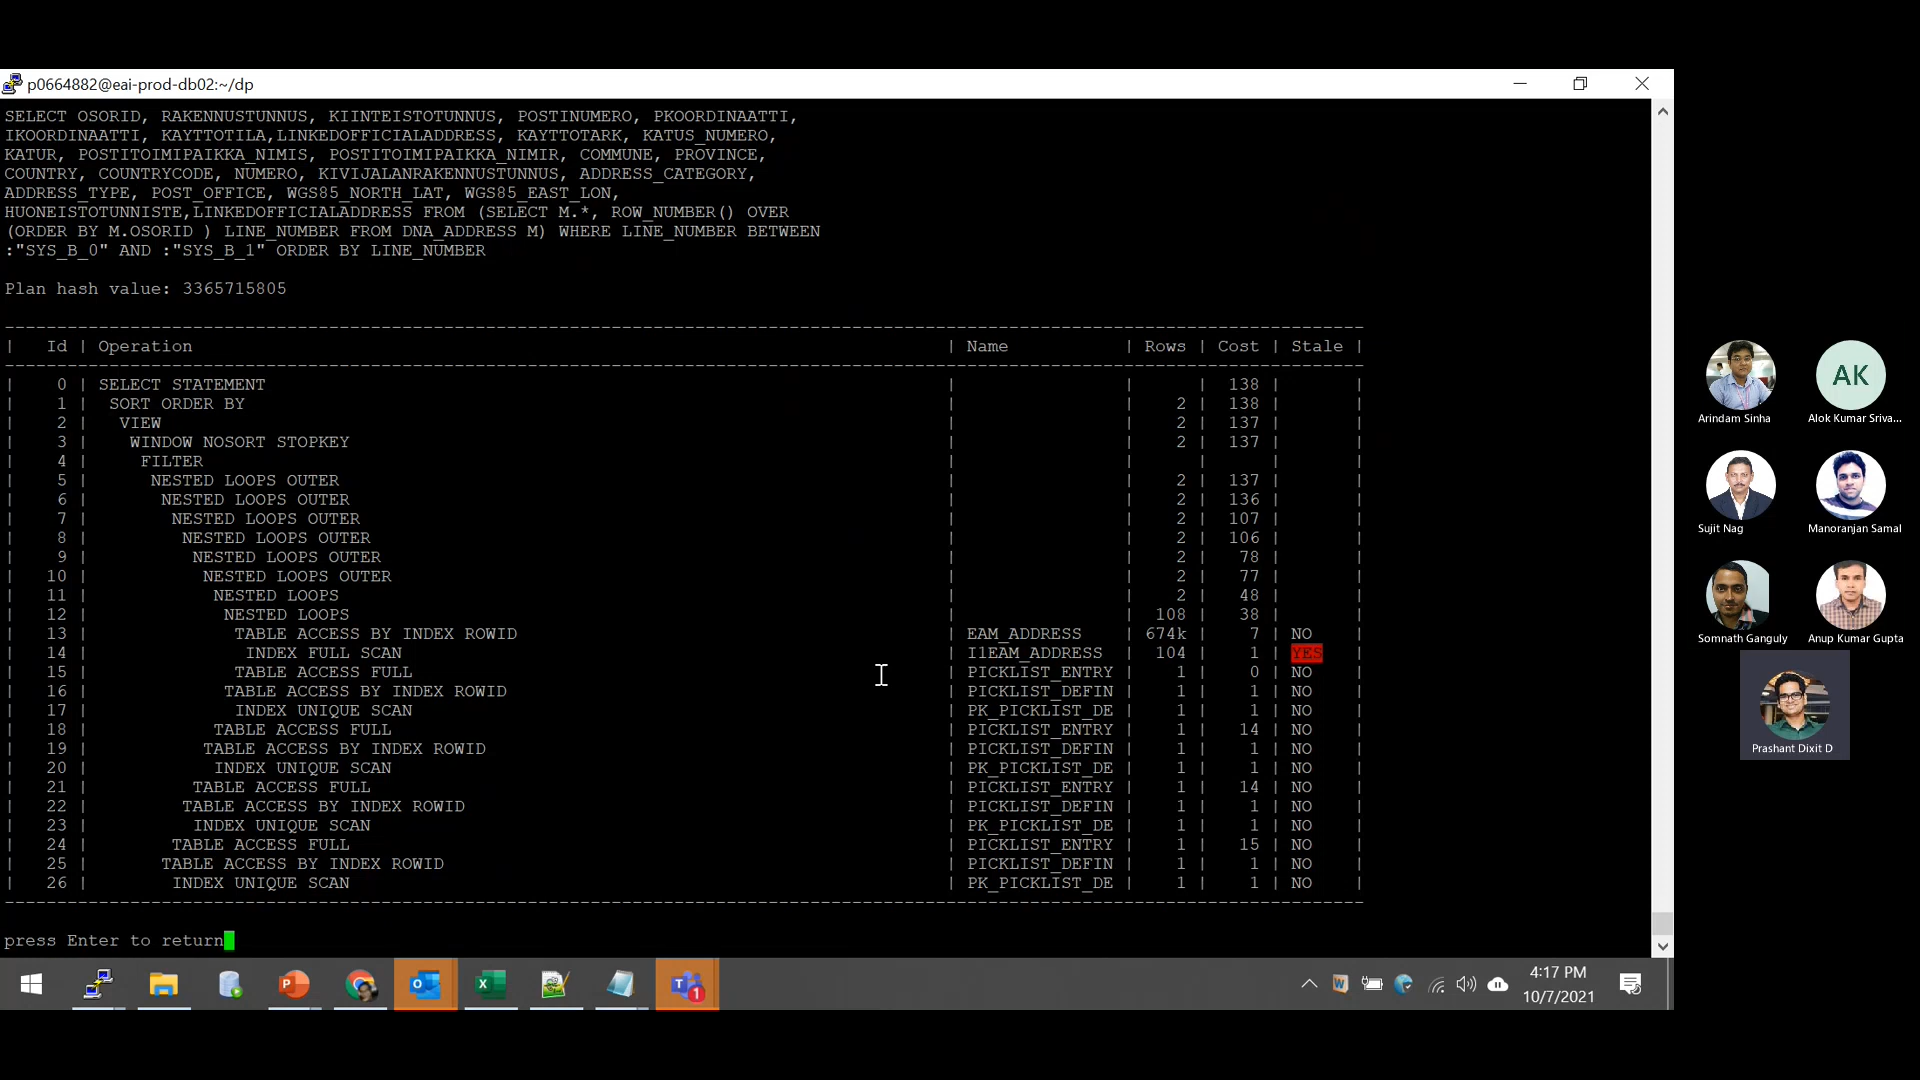 p0664882@eai-prod-db02:~/dp
SELECT OSORID, RAKENNUSTUNNUS, KIINTEISTOTUNNUS, POSTINUMERO, PKOORDINAATTI,
IKOORDINAATTI, KAYTTOTILA,LINKEDOFFICIALADDRESS, KAYTTOTARK, KATUS_NUMERO,
KATUR, POSTITOIMIPAIKKA_NIMIS, POSTITOIMIPAIKKA_NIMIR, COMMUNE, PROVINCE,
COUNTRY, COUNTRYCODE, NUMERO, KIVIJALANRAKENNUSTUNNUS, ADDRESS_CATEGORY,
ADDRESS_TYPE, POST_OFFICE, WGS85_NORTH_LAT, WGS85_EAST_LON,
HUONEISTOTUNNISTE,LINKEDOFFICIALADDRESS FROM (SELECT M.*, ROW_NUMBER() OVER
(ORDER BY M.OSORID ) LINE_NUMBER FROM DNA_ADDRESS M) WHERE LINE_NUMBER BETWEEN
:"SYS_B_0" AND :"SYS_B_1" ORDER BY LINE_NUMBER
Plan hash value: 3365715805
| Id | Operation | Name | Rows | Cost | Stale |
| 0 | SELECT STATEMENT | | | 138 | |
| 1 | SORT ORDER BY | | 2 | 138 | |
| 2 | VIEW | | 2 | 137 | |
| 3 | WINDOW NOSORT STOPKEY | | 2 | 137 | |
| 4 | FILTER | | | | |
| 5 | NESTED LOOPS OUTER | | 2 | 137 | |
| 6 | NESTED LOOPS OUTER | | 2 | 136 | |
| 7 | NESTED LOOPS OUTER | | 2 | 107 | |
| 8 | NESTED LOOPS OUTER | | 2 | 106 | |
| 9 | NESTED LOOPS OUTER | | 2 | 78 | |
| 10 | NESTED LOOPS OUTER | | 2 | 77 | |
| 11 | NESTED LOOPS | | 2 | 48 | |
| 12 | NESTED LOOPS | | 108 | 38 | |
| 13 | TABLE ACCESS BY INDEX ROWID | EAM_ADDRESS | 674k | 7 | NO |
| 14 | INDEX FULL SCAN | I1EAM_ADDRESS | 104 | 1 | YES |
| 15 | TABLE ACCESS FULL | PICKLIST_ENTRY | 1 | 0 | NO |
| 16 | TABLE ACCESS BY INDEX ROWID | PICKLIST_DEFIN | 1 | 1 | NO |
| 17 | INDEX UNIQUE SCAN | PK_PICKLIST_DE | 1 | 1 | NO |
| 18 | TABLE ACCESS FULL | PICKLIST_ENTRY | 1 | 14 | NO |
| 19 | TABLE ACCESS BY INDEX ROWID | PICKLIST_DEFIN | 1 | 1 | NO |
| 20 | INDEX UNIQUE SCAN | PK_PICKLIST_DE | 1 | 1 | NO |
| 21 | TABLE ACCESS FULL | PICKLIST_ENTRY | 1 | 14 | NO |
| 22 | TABLE ACCESS BY INDEX ROWID | PICKLIST_DEFIN | 1 | 1 | NO |
| 23 | INDEX UNIQUE SCAN | PK_PICKLIST_DE | 1 | 1 | NO |
| 24 | TABLE ACCESS FULL | PICKLIST_ENTRY | 1 | 15 | NO |
| 25 | TABLE ACCESS BY INDEX ROWID | PICKLIST_DEFIN | 1 | 1 | NO |
| 26 | INDEX UNIQUE SCAN | PK_PICKLIST_DE | 1 | 1 | NO |
press Enter to return
4:17 PM
10/7/2021
AK
Arindam Sinha
Alok Kumar Sriva...
Sujit Nag
Manoranjan Samal
Somnath Ganguly
Anup Kumar Gupta
Prashant Dixit D